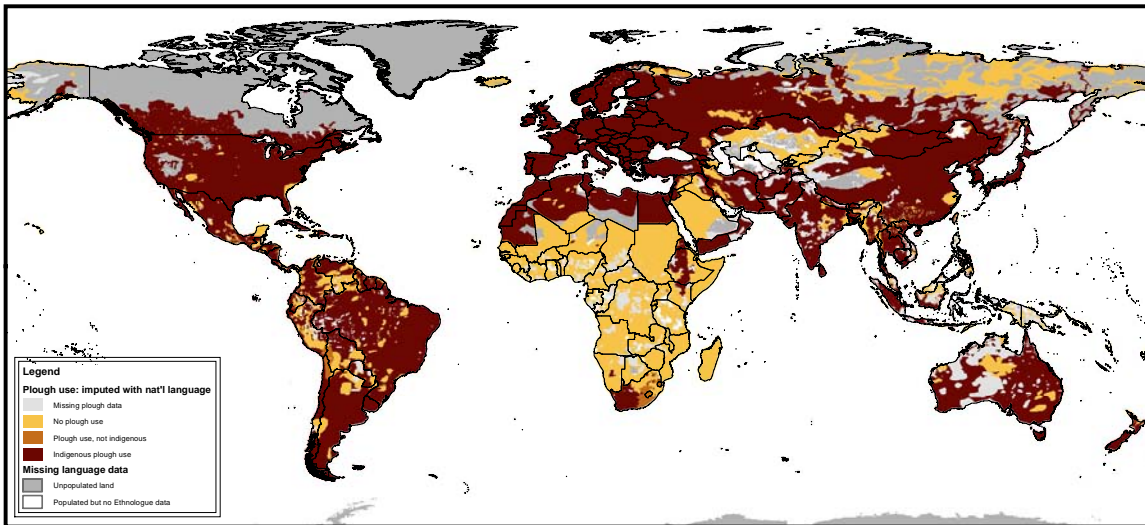 Legend
Plough use: imputed with nat'l language
Missing plough data
No plough use
Plough use, not indigenous
Indigenous plough use
Missing language data
Unpopulated land
Populated but no Ethnologue data